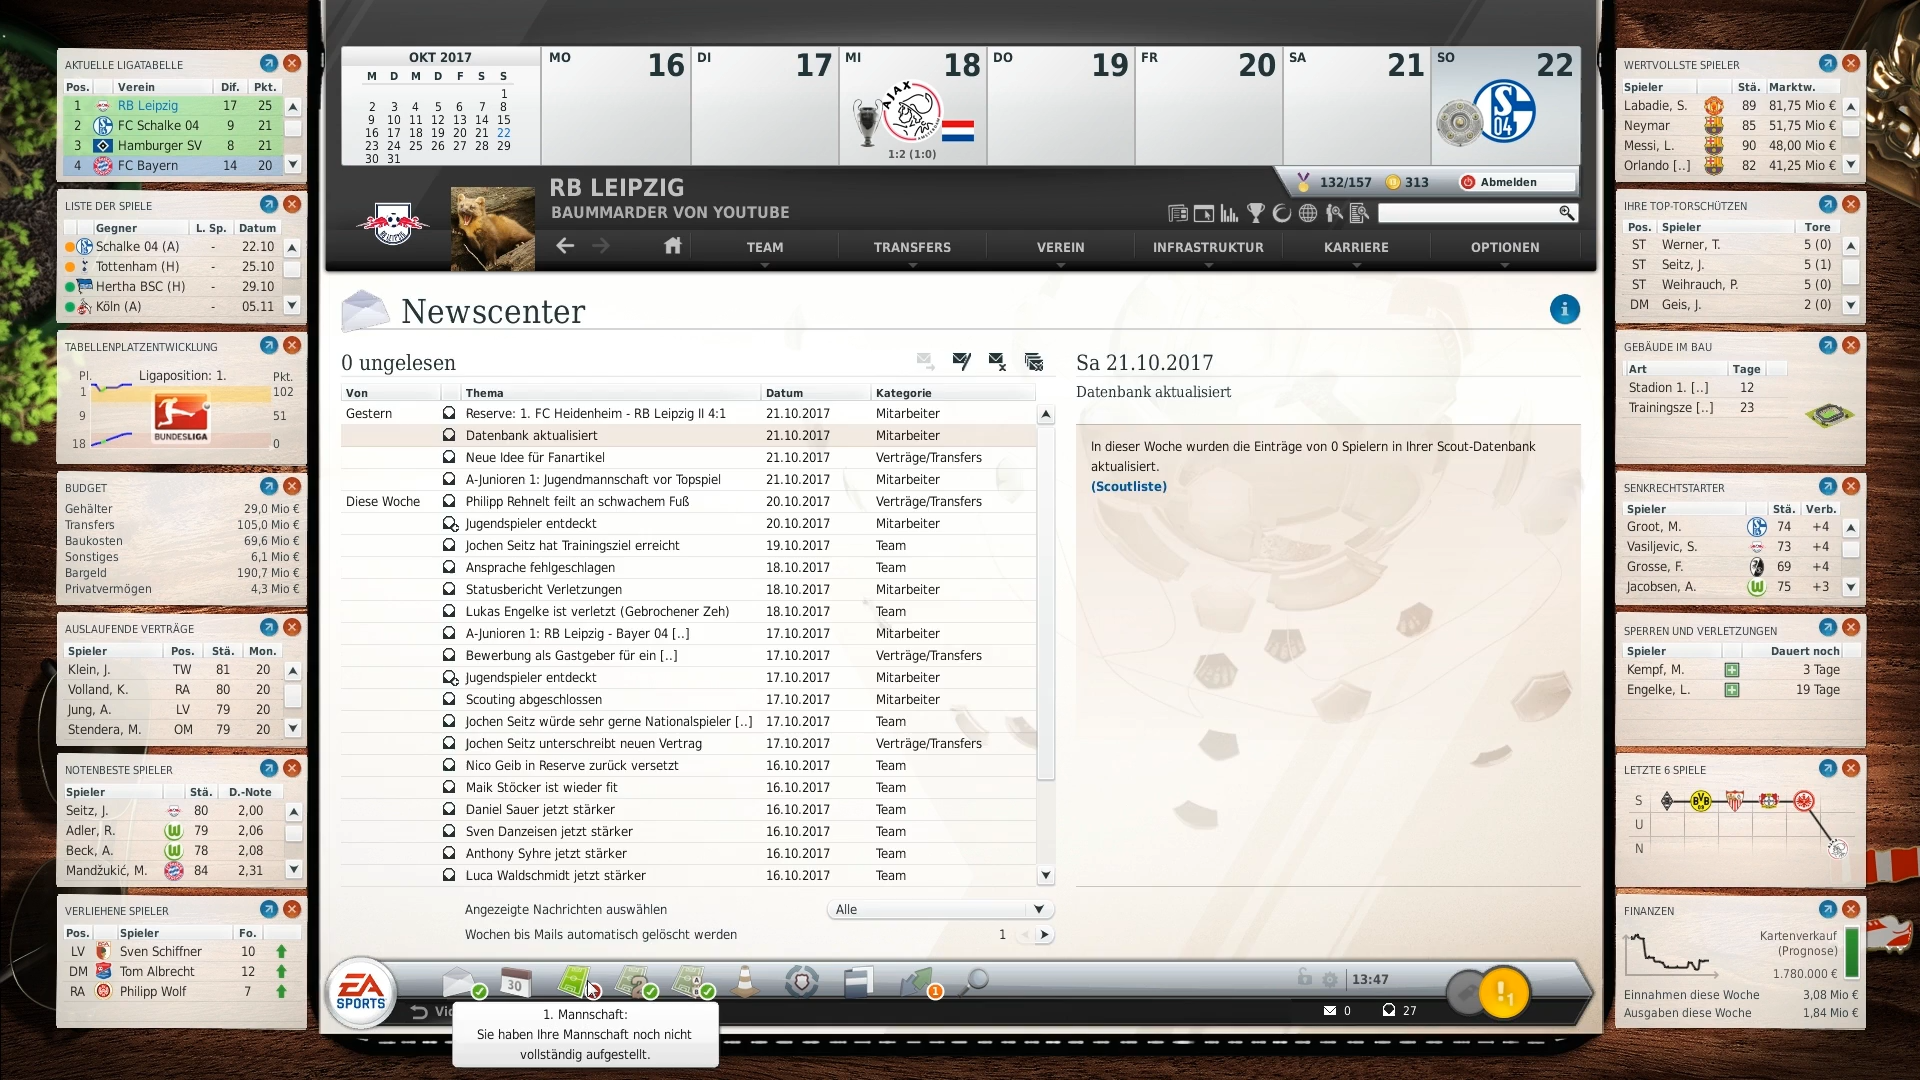 AKTUELLE LIGATABELLE
Pos. Verein Dif. Pkt.
1 RB Leipzig 17 25
2 FC Schalke 04 9 21
3 Hamburger SV 8 21
4 FC Bayern 14 20
LISTE DER SPIELE
Gegner L. Sp. Datum
Schalke 04 (A) - 22.10
Tottenham (H) - 25.10
Hertha BSC (H) - 29.10
Köln (A) - 05.11
TABELLENPLATZENTWICKLUNG
Pl. Ligaposition: 1. Pkt.
1 102
9 51
18 0
BUNDESLIGA
BUDGET
Gehälter 29,0 Mio €
Transfers 105,0 Mio €
Baukosten 69,6 Mio €
Sonstiges 6,1 Mio €
Bargeld 190,7 Mio €
Privatvermögen 4,3 Mio €
AUSLAUFENDE VERTRÄGE
Spieler Pos. Stä. Mon.
Klein, J. TW 81 20
Volland, K. RA 80 20
Jung, A. LV 79 20
Stendera, M. OM 79 20
NOTENBESTE SPIELER
Spieler Stä. D.-Note
Seitz, J. 80 2,00
Adler, R. 79 2,06
Beck, A. 78 2,08
Mandžukić, M. 84 2,31
VERLIEHENE SPIELER
Pos. Spieler Fo.
LV Sven Schiffner 10
DM Tom Albrecht 12
RA Philipp Wolf 7
OKT 2017
M D M D F S S
1
2 3 4 5 6 7 8
9 10 11 12 13 14 15
16 17 18 19 20 21 22
23 24 25 26 27 28 29
30 31
MO 16
DI 17
MI 18
AJAX
1:2 (1:0)
DO 19
FR 20
SA 21
SO 22
S 04
RB LEIPZIG
BAUMMARDER VON YOUTUBE
132/157 313 Abmelden
TEAM TRANSFERS VEREIN INFRASTRUKTUR KARRIERE OPTIONEN
Newscenter
0 ungelesen
Von Thema Datum Kategorie
Gestern Reserve: 1. FC Heidenheim - RB Leipzig II 4:1 21.10.2017 Mitarbeiter
Datenbank aktualisiert 21.10.2017 Mitarbeiter
Neue Idee für Fanartikel 21.10.2017 Verträge/Transfers
A-Junioren 1: Jugendmannschaft vor Topspiel 21.10.2017 Mitarbeiter
Diese Woche Philipp Rehnelt feilt an schwachem Fuß 20.10.2017 Verträge/Transfers
Jugendspieler entdeckt 20.10.2017 Mitarbeiter
Jochen Seitz hat Trainingsziel erreicht 19.10.2017 Team
Ansprache fehlgeschlagen 18.10.2017 Team
Statusbericht Verletzungen 18.10.2017 Mitarbeiter
Lukas Engelke ist verletzt (Gebrochener Zeh) 18.10.2017 Team
A-Junioren 1: RB Leipzig - Bayer 04 [..] 17.10.2017 Mitarbeiter
Bewerbung als Gastgeber für ein [..] 17.10.2017 Verträge/Transfers
Jugendspieler entdeckt 17.10.2017 Mitarbeiter
Scouting abgeschlossen 17.10.2017 Mitarbeiter
Jochen Seitz würde sehr gerne Nationalspieler [..] 17.10.2017 Team
Jochen Seitz unterschreibt neuen Vertrag 17.10.2017 Verträge/Transfers
Nico Geib in Reserve zurück versetzt 16.10.2017 Team
Maik Stöcker ist wieder fit 16.10.2017 Team
Daniel Sauer jetzt stärker 16.10.2017 Team
Sven Danzeisen jetzt stärker 16.10.2017 Team
Anthony Syhre jetzt stärker 16.10.2017 Team
Luca Waldschmidt jetzt stärker 16.10.2017 Team
Angezeigte Nachrichten auswählen Alle
Wochen bis Mails automatisch gelöscht werden 1
Sa 21.10.2017
Datenbank aktualisiert
In dieser Woche wurden die Einträge von 0 Spielern in Ihrer Scout-Datenbank
aktualisiert.
(Scoutliste)
EA
SPORTS
30
1
13:47
!1
0 27
1. Mannschaft:
Sie haben Ihre Mannschaft noch nicht
vollständig aufgestellt.
WERTVOLLSTE SPIELER
Spieler Stä. Marktw.
Labadie, S. 89 81,75 Mio €
Neymar 85 51,75 Mio €
Messi, L. 90 48,00 Mio €
Orlando [..] 82 41,25 Mio €
IHRE TOP-TORSCHÜTZEN
Pos. Spieler Tore
ST Werner, T. 5 (0)
ST Seitz, J. 5 (1)
ST Weihrauch, P. 5 (0)
DM Geis, J. 2 (0)
GEBÄUDE IM BAU
Art Tage
Stadion 1. [..] 12
Trainingsze [..] 23
SENKRECHTSTARTER
Spieler Stä. Verb.
Groot, M. 74 +4
Vasiljevic, S. 73 +4
Grosse, F. 69 +4
Jacobsen, A. 75 +3
SPERREN UND VERLETZUNGEN
Spieler Dauert noch
Kempf, M. 3 Tage
Engelke, L. 19 Tage
LETZTE 6 SPIELE
S
U
N
BVB
FINANZEN
Kartenverkauf
(Prognose)
1.780.000 €
Einnahmen diese Woche 3,08 Mio €
Ausgaben diese Woche 1,84 Mio €